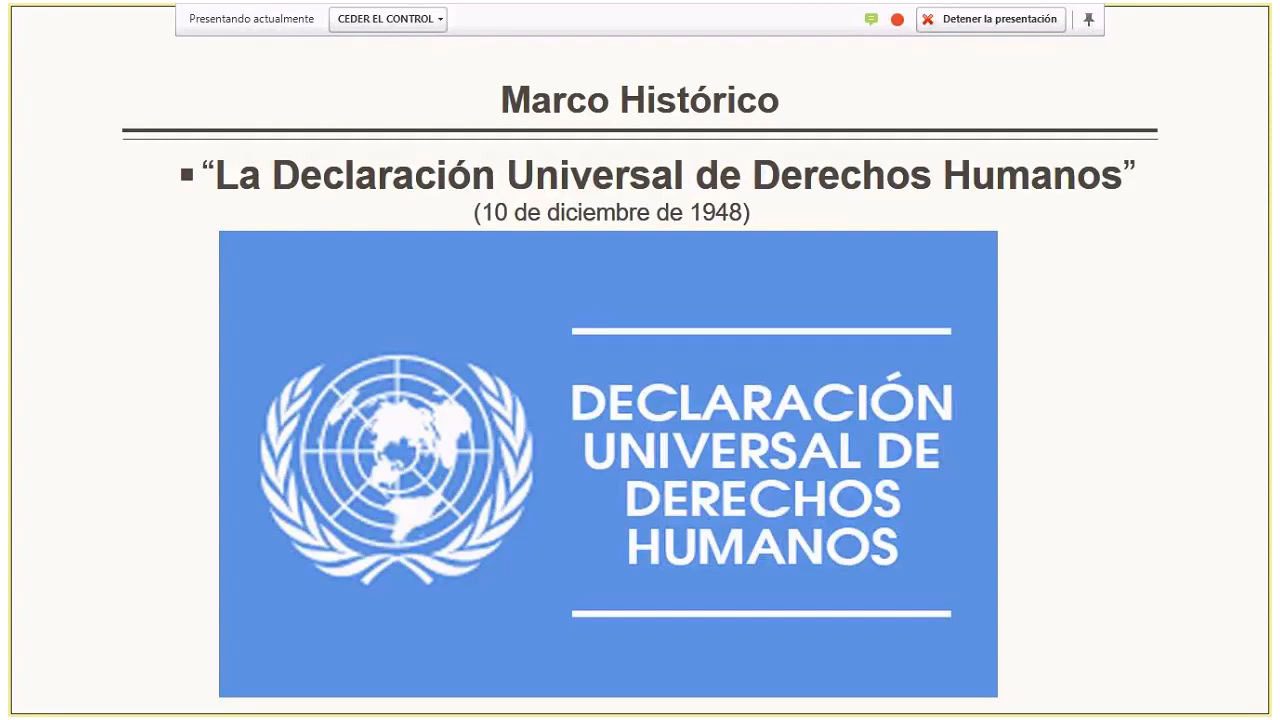 Presentando actualmente CEDER EL CONTROL Detener la presentación
Marco Histórico
▪ “La Declaración Universal de Derechos Humanos”
(10 de diciembre de 1948)
DECLARACIÓN
UNIVERSAL DE
DERECHOS
HUMANOS